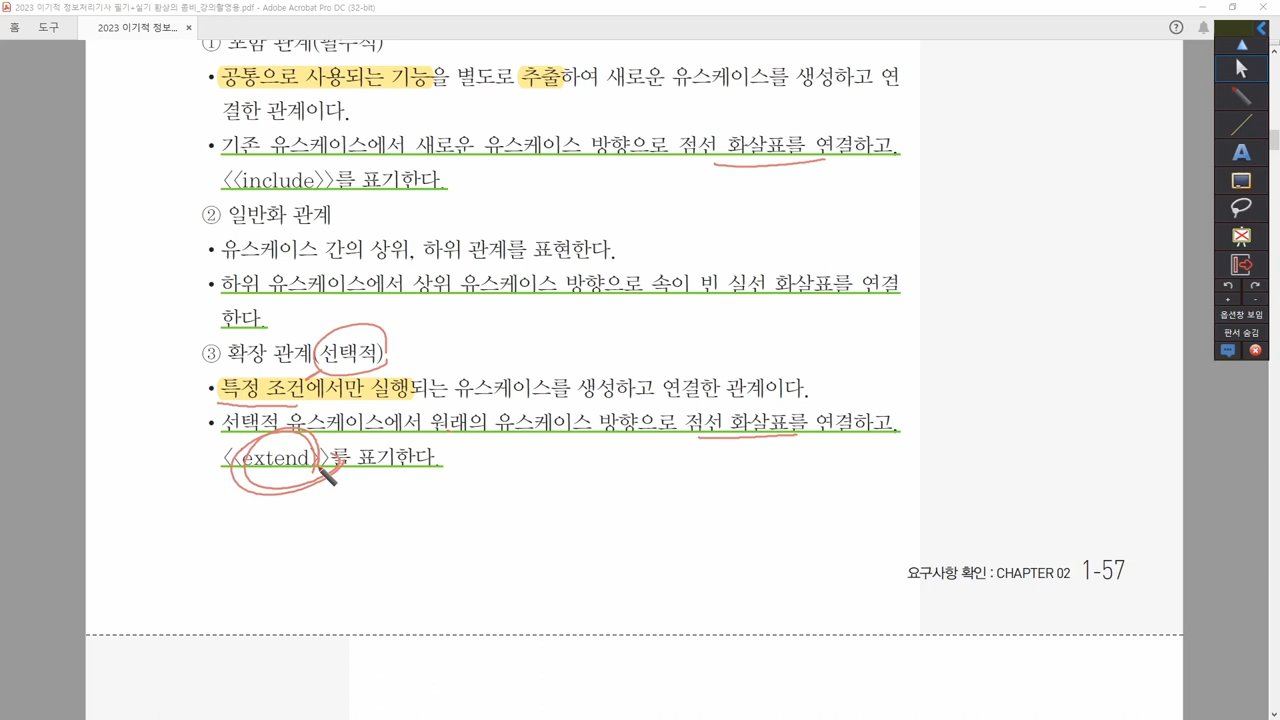 2023 이기적 정보처리기사 필기+실기 환상의 콤비_강의촬영용.pdf - Adobe Acrobat Pro DC (32-bit)
홈 도구 2023 이기적 정보... ×
① 포함 관계(필수적)
• 공통으로 사용되는 기능을 별도로 추출하여 새로운 유스케이스를 생성하고 연
결한 관계이다.
• 기존 유스케이스에서 새로운 유스케이스 방향으로 점선 화살표를 연결하고,
〈〈include〉〉를 표기한다.
② 일반화 관계
• 유스케이스 간의 상위, 하위 관계를 표현한다.
• 하위 유스케이스에서 상위 유스케이스 방향으로 속이 빈 실선 화살표를 연결
한다.
③ 확장 관계(선택적)
• 특정 조건에서만 실행되는 유스케이스를 생성하고 연결한 관계이다.
• 선택적 유스케이스에서 원래의 유스케이스 방향으로 점선 화살표를 연결하고,
〈〈extend〉〉를 표기한다.
요구사항 확인 : CHAPTER 02 1-57
A
+ -
옵션창 보임
판서 숨김